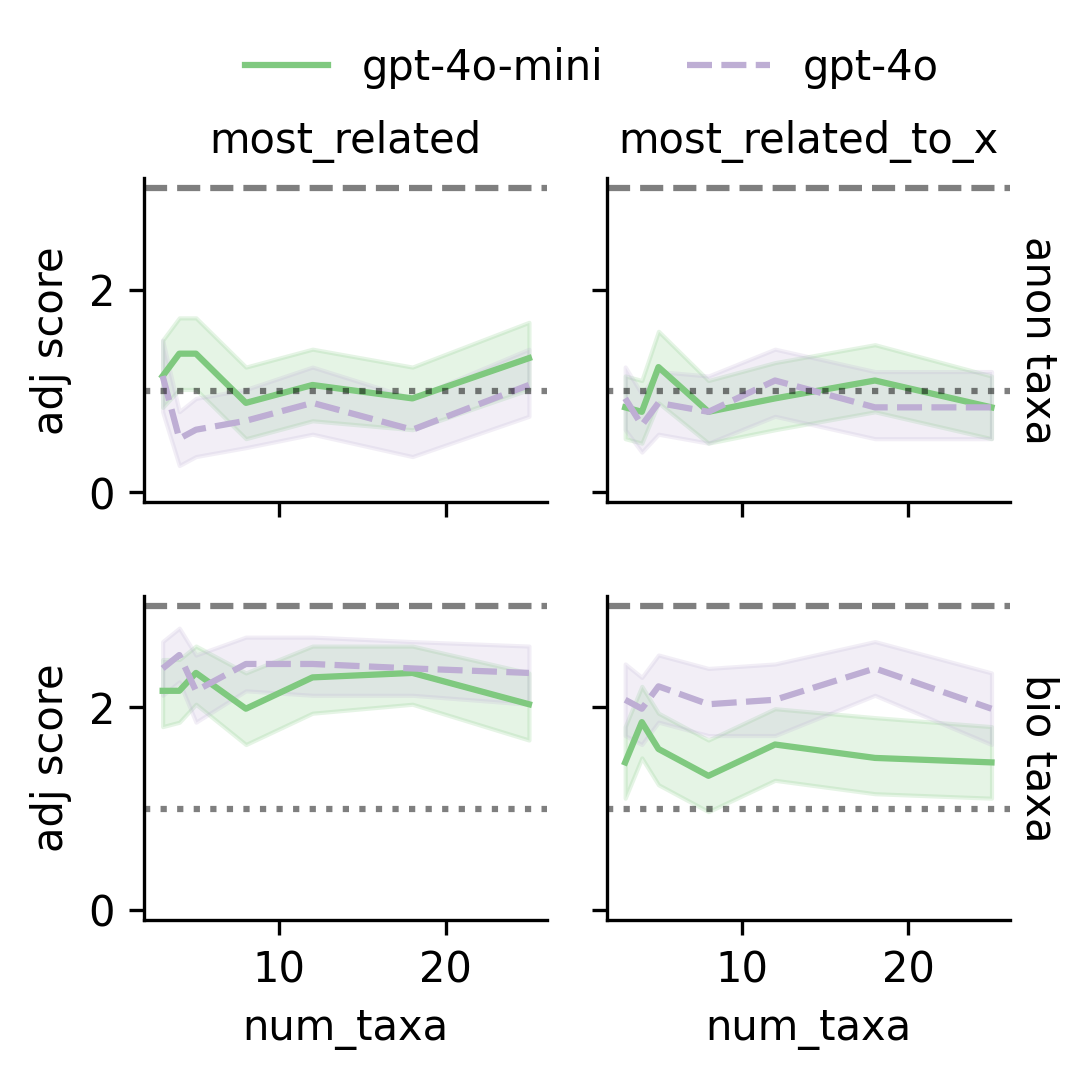 gpt-4o-mini gpt-4o
most_related most_related_to_x
adj score
2
0
anon taxa
adj score
2
0
bio taxa
10 20 10 20
num_taxa num_taxa